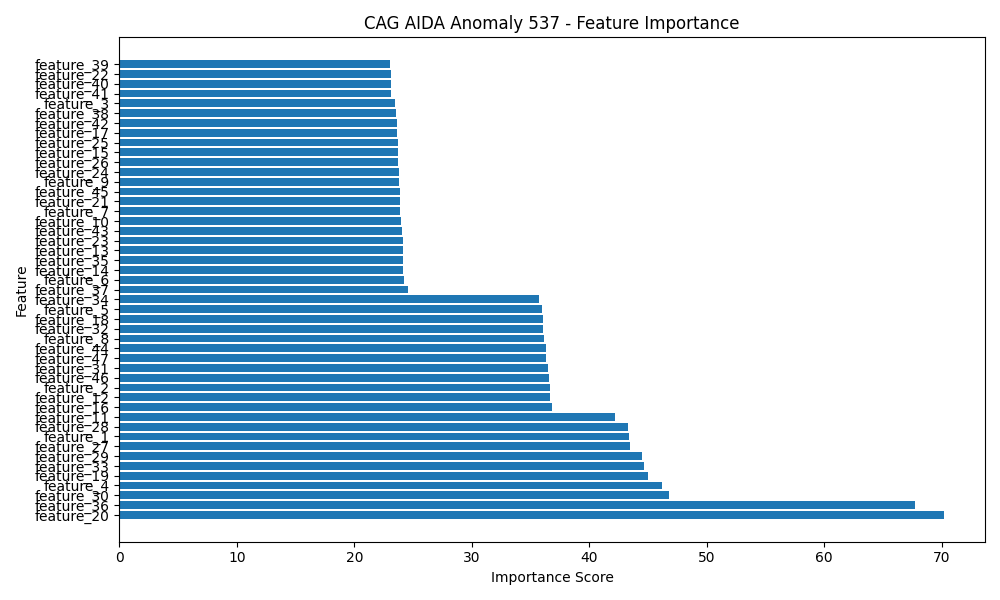 CAG AIDA Anomaly 537 - Feature Importance
feature_39
feature_22
feature_40
feature_41
feature_3
feature_38
feature_42
feature_17
feature_25
feature_15
feature_26
feature_24
feature_9
feature_45
feature_21
feature_7
feature_10
feature_43
feature_23
feature_13
feature_35
feature_14
feature_6
feature_37
feature_34
feature_5
feature_18
feature_32
feature_8
feature_44
feature_47
feature_31
feature_46
feature_2
feature_12
feature_16
feature_11
feature_28
feature_1
feature_27
feature_29
feature_33
feature_19
feature_4
feature_30
feature_36
feature_20
Feature
0 10 20 30 40 50 60 70
Importance Score